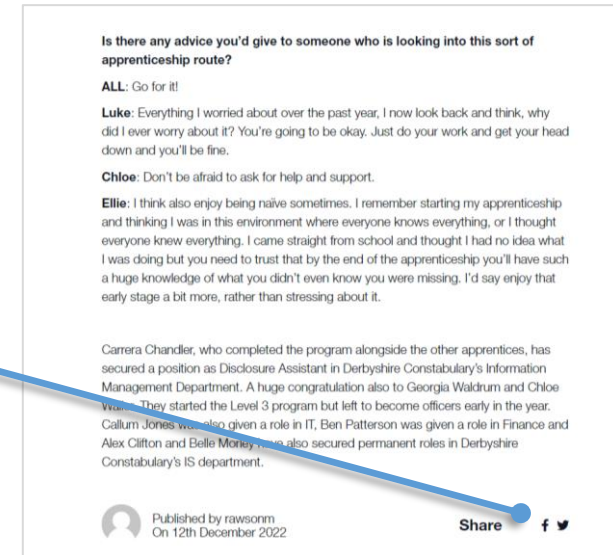 Is there any advice you'd give to someone who is looking into this sort of
apprenticeship route?
ALL: Go for it!
Luke: Everything I worried about over the past year, I now look back and think, why
did I ever worry about it? You're going to be okay. Just do your work and get your head
down and you'll be fine.
Chloe: Don't be afraid to ask for help and support.
Ellie: I think also enjoy being naïve sometimes. I remember starting my apprenticeship
and thinking I was in this environment where everyone knows everything, or I thought
everyone knew everything. I came straight from school and thought I had no idea what
I was doing but you need to trust that by the end of the apprenticeship you'll have such
a huge knowledge of what you didn't even know you were missing. I'd say enjoy that
early stage a bit more, rather than stressing about it.
Carrera Chandler, who completed the program alongside the other apprentices, has
secured a position as Disclosure Assistant in Derbyshire Constabulary's Information
Management Department. A huge congratulation also to Georgia Waldrum and Chloe
They started the Level 3 program but left to become officers early in the year.
Callum Jones was also given a role in IT, Ben Patterson was given a role in Finance and
Alex Clifton and Belle Morley have also secured permanent roles in Derbyshire
Constabulary's IS department.
Published by rawsonm
On 12th December 2022
Share